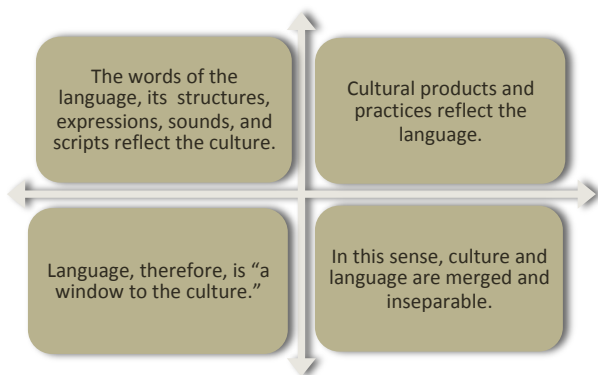 The words of the
language, its structures,
expressions, sounds, and
scripts reflect the culture.
Cultural products and
practices reflect the
language.
Language, therefore, is “a
window to the culture.”
In this sense, culture and
language are merged and
inseparable.